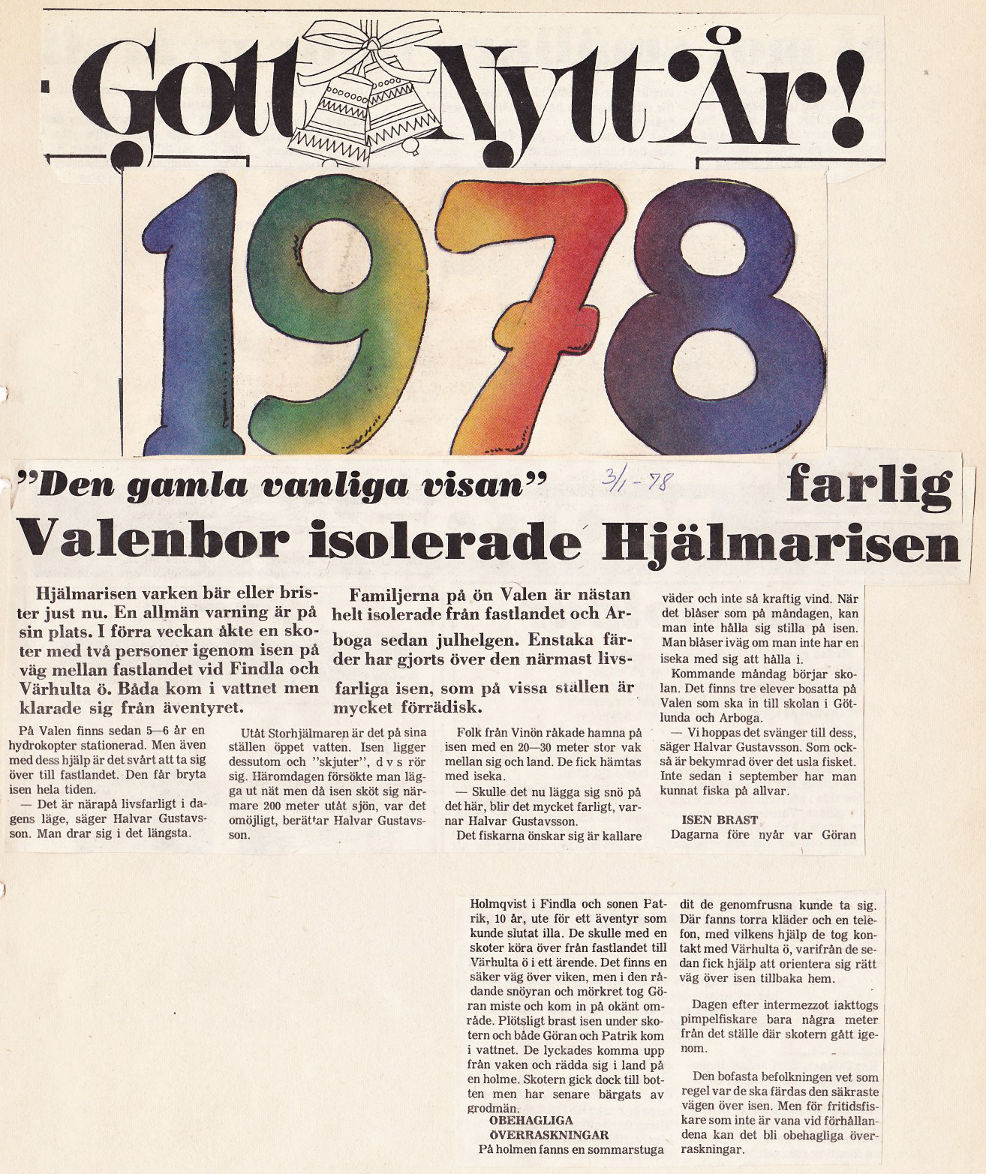 Gott Nytt År!
1978
”Den gamla vanliga visan”
3/1-78
farlig
Valenbor isolerade Hjälmarisen
Hjälmarisen varken bär eller bris-
ter just nu. En allmän varning är på
sin plats. I förra veckan åkte en sko-
ter med två personer igenom isen på
väg mellan fastlandet vid Findla och
Värhulta ö. Båda kom i vattnet men
klarade sig från äventyret.
Familjerna på ön Valen är nästan
helt isolerade från fastlandet och Ar-
boga sedan julhelgen. Enstaka fär-
der har gjorts över den närmast livs-
farliga isen, som på vissa ställen är
mycket förrädisk.
På Valen finns sedan 5—6 år en
hydrokopter stationerad. Men även
med dess hjälp är det svårt att ta sig
över till fastlandet. Den får bryta
isen hela tiden.
— Det är närapå livsfarligt i da-
gens läge, säger Halvar Gustavs-
son. Man drar sig i det längsta.
Utåt Storhjälmaren är det på sina
ställen öppet vatten. Isen ligger
dessutom och ”skjuter”, d v s rör
sig. Häromdagen försökte man läg-
ga ut nät men då isen sköt sig när-
mare 200 meter utåt sjön, var det
omöjligt, berättar Halvar Gustavs-
son.
Folk från Vinön råkade hamna på
isen med en 20—30 meter stor vak
mellan sig och land. De fick hämtas
med iseka.
— Skulle det nu lägga sig snö på
det här, blir det mycket farligt, var-
nar Halvar Gustavsson.
Det fiskarna önskar sig är kallare
väder och inte så kraftig vind. När
det blåser som på måndagen, kan
man inte hålla sig stilla på isen.
Man blåser iväg om man inte har en
iseka med sig att hålla i.
Kommande måndag börjar sko-
lan. Det finns tre elever bosatta på
Valen som ska in till skolan i Göt-
lunda och Arboga.
— Vi hoppas det svänger till dess,
säger Halvar Gustavsson. Som ock-
så är bekymrad över det usla fisket.
Inte sedan i september har man
kunnat fiska på allvar.
ISEN BRAST
Dagarna före nyår var Göran
Holmqvist i Findla och sonen Pat-
rik, 10 år, ute för ett äventyr som
kunde slutat illa. De skulle med en
skoter köra över från fastlandet till
Värhulta ö i ett ärende. Det finns en
säker väg över viken, men i den rå-
dande snöyran och mörkret tog Gö-
ran miste och kom in på okänt om-
råde. Plötsligt brast isen under sko-
tern och både Göran och Patrik kom
i vattnet. De lyckades komma upp
från vaken och rädda sig i land på
en holme. Skotern gick dock till bot-
ten men har senare bärgats av
grodmän.
OBEHAGLIGA
ÖVERRASKNINGAR
På holmen fanns en sommarstuga
dit de genomfrusna kunde ta sig.
Där fanns torra kläder och en tele-
fon, med vilkens hjälp de tog kon-
takt med Värhulta ö, varifrån de se-
dan fick hjälp att orientera sig rätt
väg över isen tillbaka hem.
Dagen efter intermezzot iakttogs
pimpelfiskare bara några meter
från det ställe där skotern gått ige-
nom.
Den bofasta befolkningen vet som
regel var de ska färdas den säkraste
vägen över isen. Men för fritidsfis-
kare som inte är vana vid förhållan-
dena kan det bli obehagliga över-
raskningar.